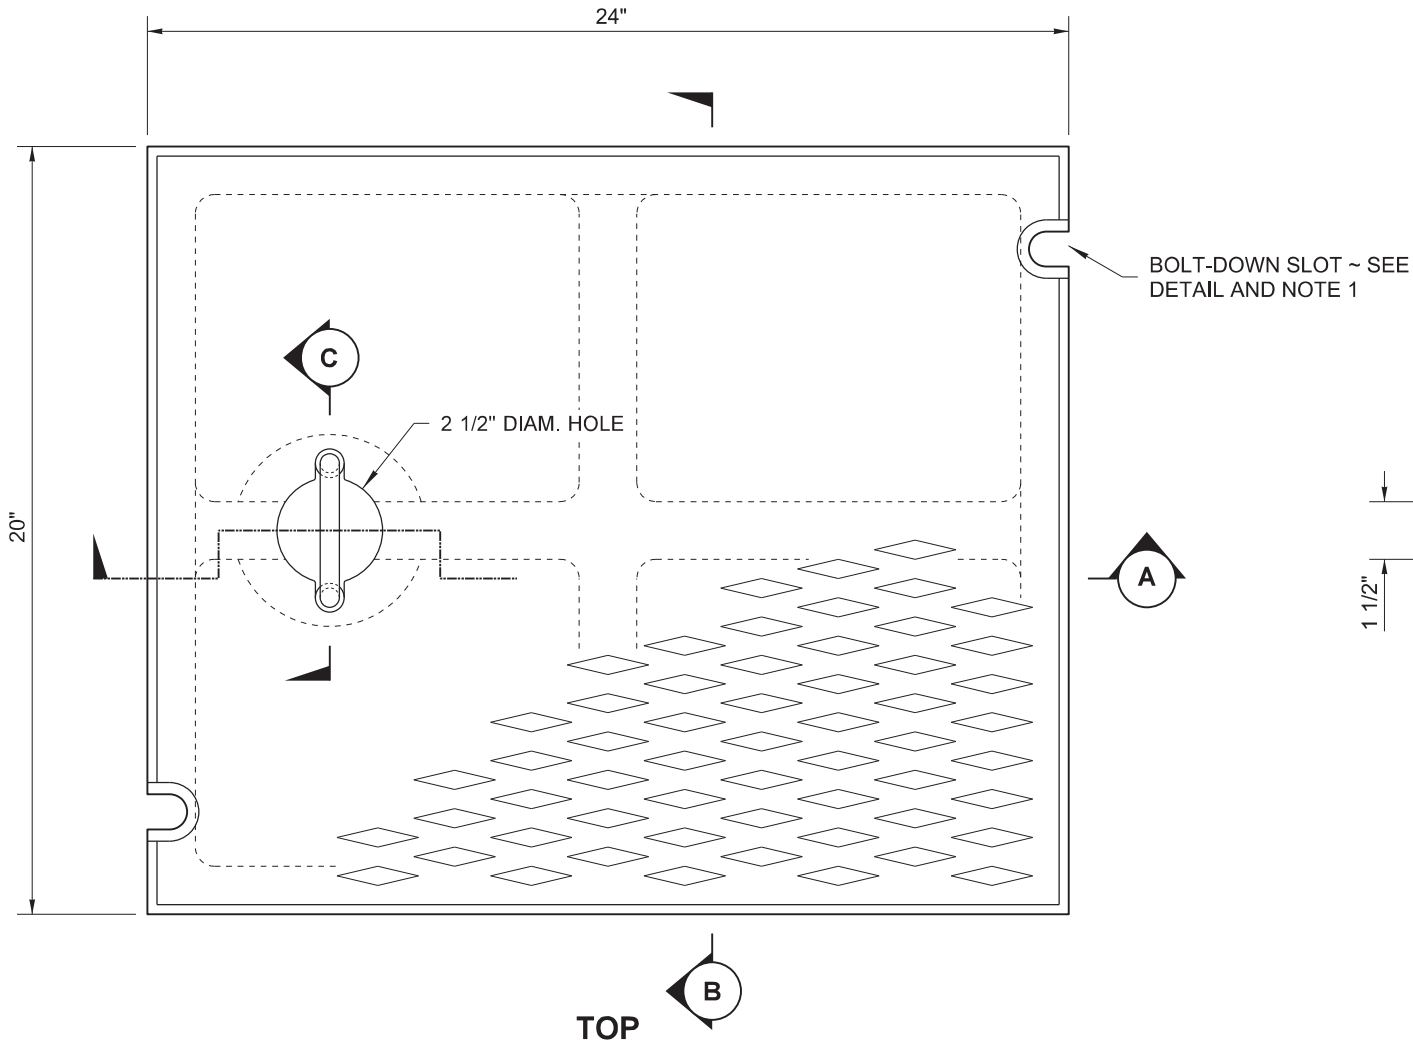 24"
BOLT-DOWN SLOT ~ SEE
DETAIL AND NOTE 1
C
2 1/2" DIAM. HOLE
20"
A
1 1/2"
B
TOP